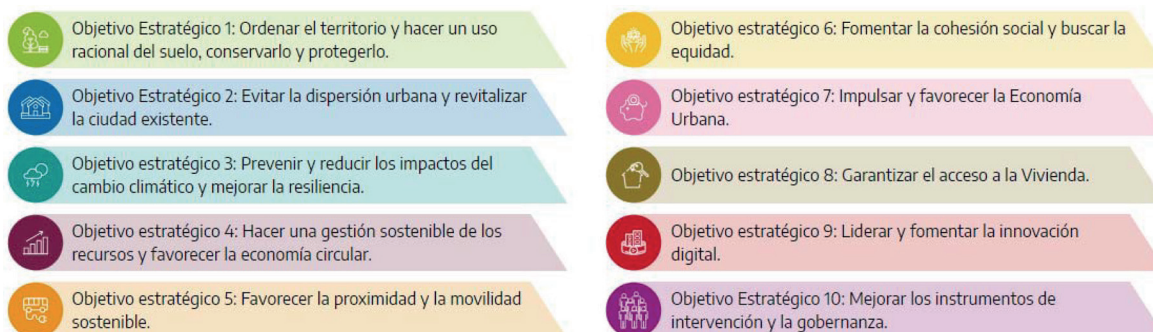 Objetivo Estratégico 1: Ordenar el territorio y hacer un uso
racional del suelo, conservarlo y protegerlo.
Objetivo Estratégico 2: Evitar la dispersión urbana y revitalizar
la ciudad existente.
Objetivo estratégico 3: Prevenir y reducir los impactos del
cambio climático y mejorar la resiliencia.
Objetivo estratégico 4: Hacer una gestión sostenible de los
recursos y favorecer la economía circular.
Objetivo estratégico 5: Favorecer la proximidad y la movilidad
sostenible.
Objetivo estratégico 6: Fomentar la cohesión social y buscar la
equidad.
Objetivo estratégico 7: Impulsar y favorecer la Economía
Urbana.
Objetivo estratégico 8: Garantizar el acceso a la Vivienda.
Objetivo estratégico 9: Liderar y fomentar la innovación
digital.
Objetivo Estratégico 10: Mejorar los instrumentos de
intervención y la gobernanza.